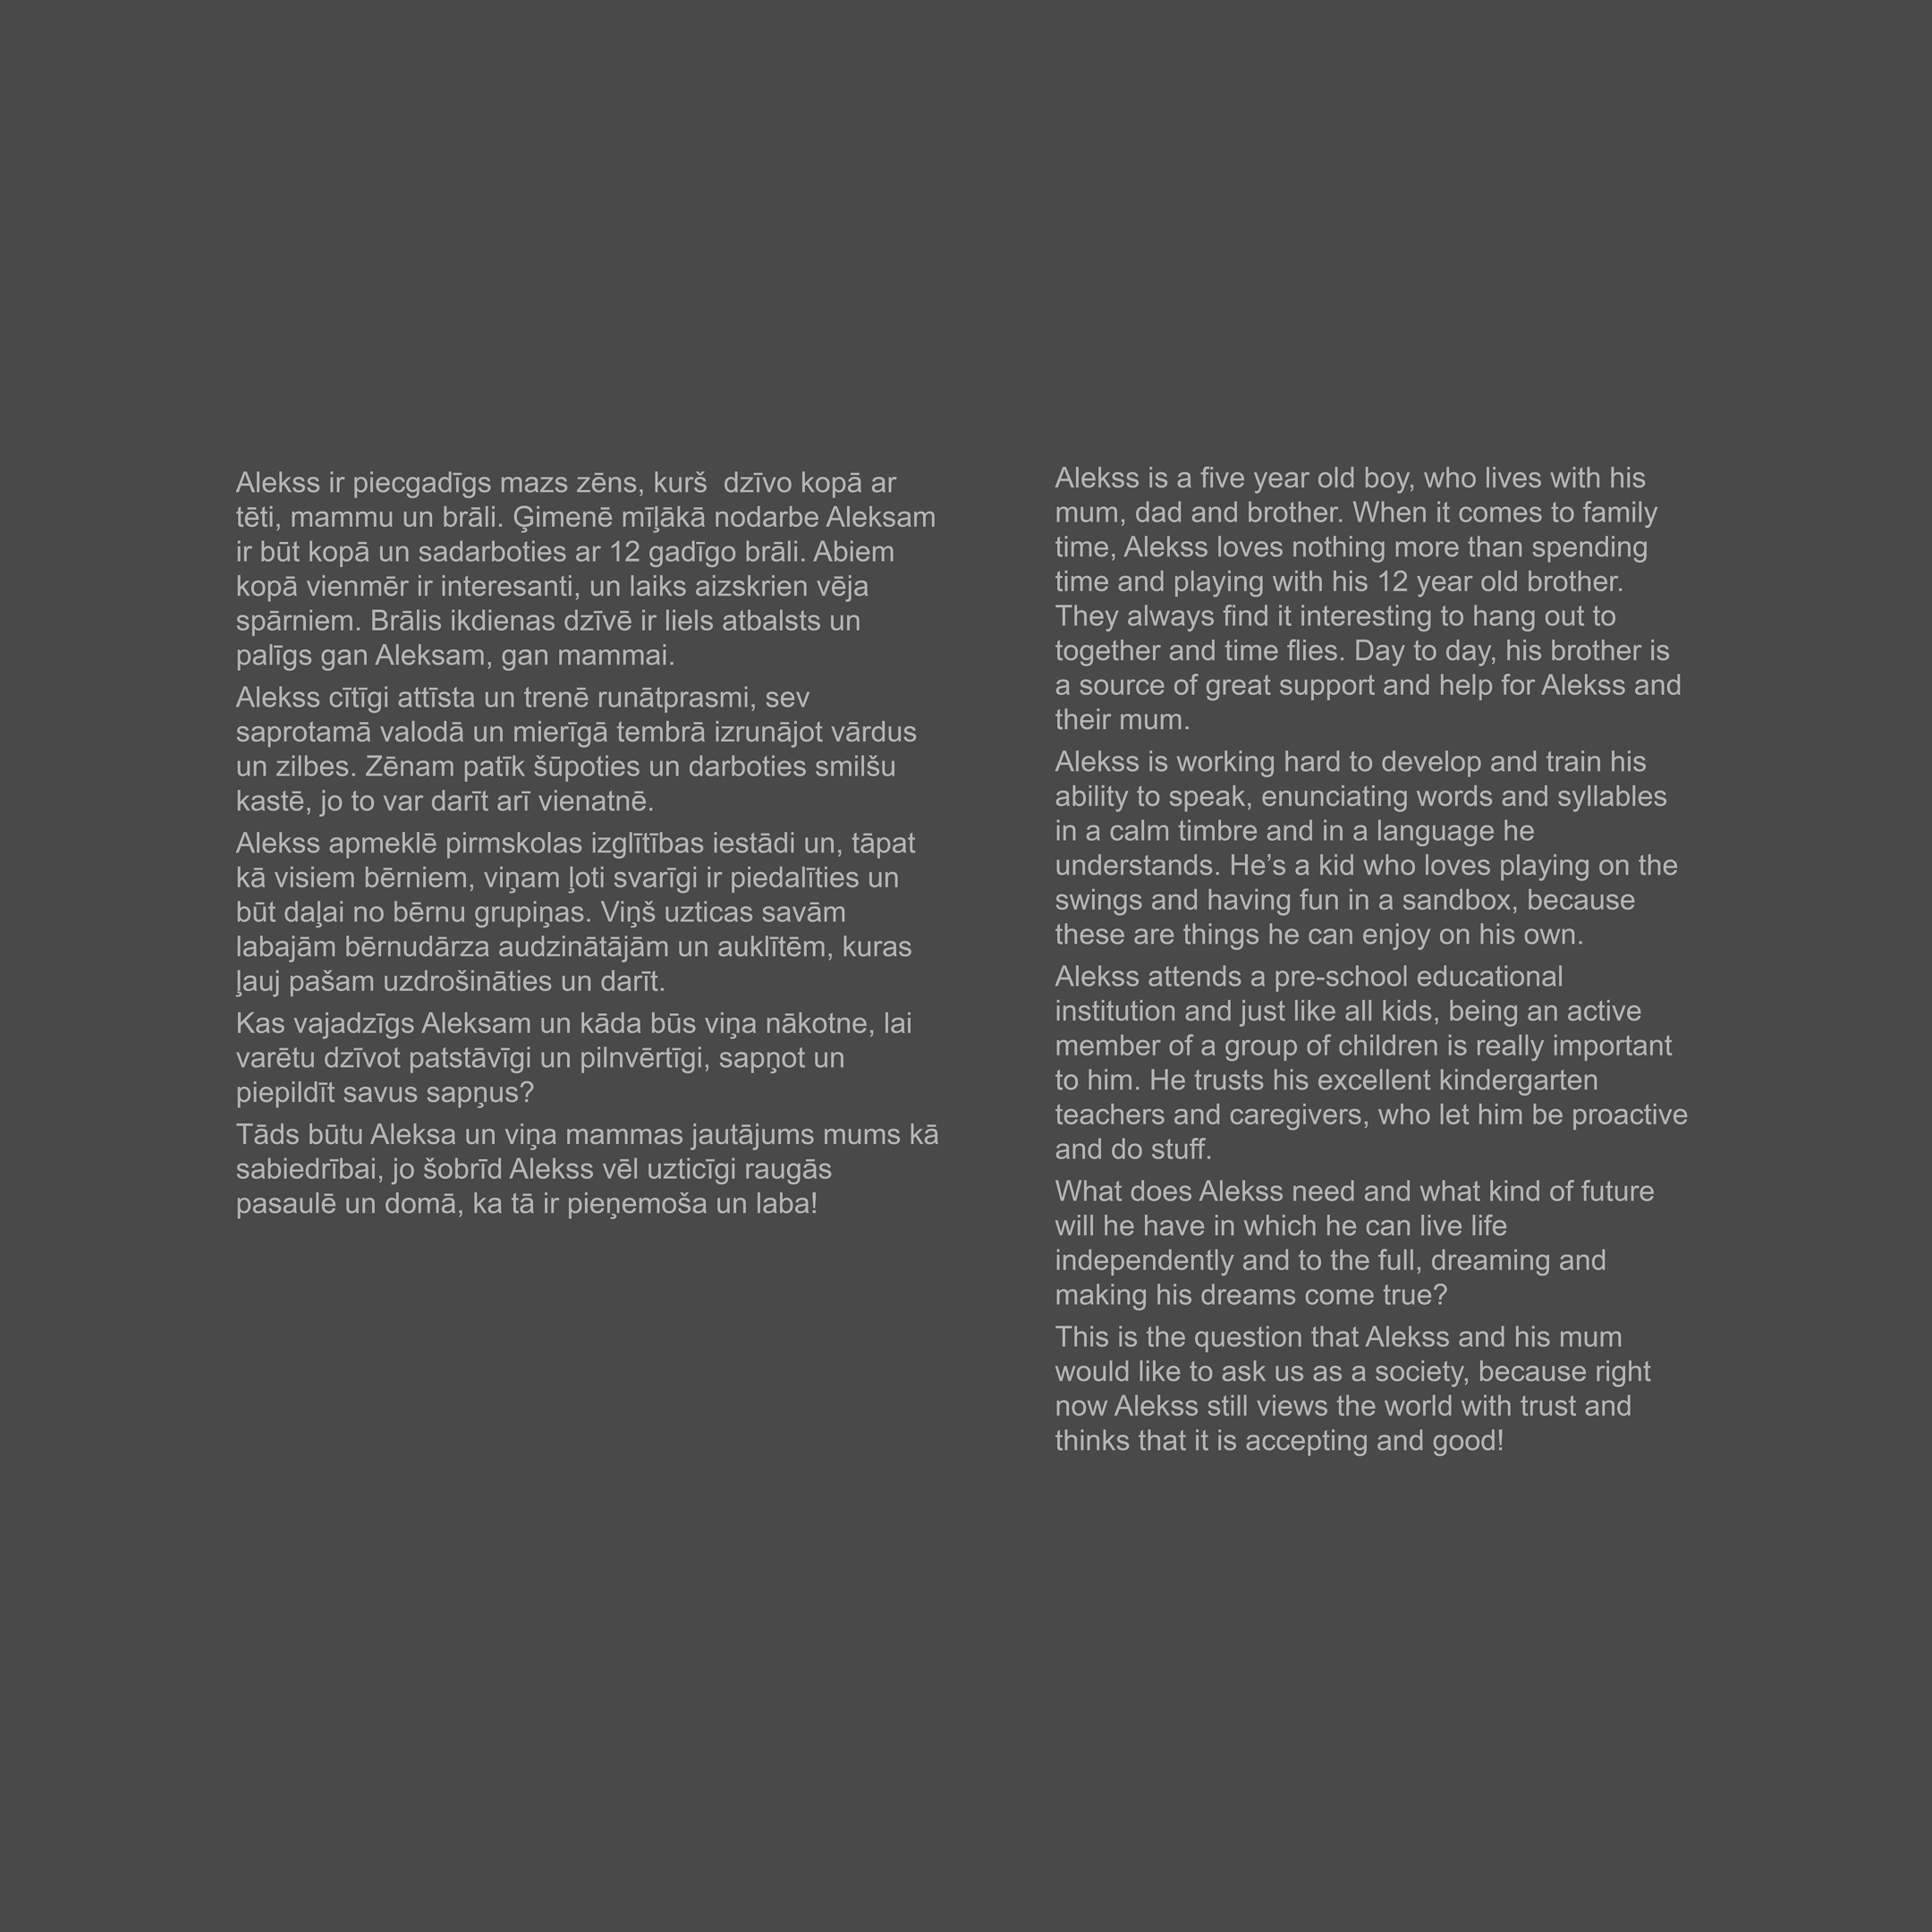 Alekss ir piecgadīgs mazs zēns, kurš  dzīvo kopā ar
tēti, mammu un brāli. Ģimenē mīļākā nodarbe Aleksam
ir būt kopā un sadarboties ar 12 gadīgo brāli. Abiem
kopā vienmēr ir interesanti, un laiks aizskrien vēja
spārniem. Brālis ikdienas dzīvē ir liels atbalsts un
palīgs gan Aleksam, gan mammai.
Alekss cītīgi attīsta un trenē runātprasmi, sev
saprotamā valodā un mierīgā tembrā izrunājot vārdus
un zilbes. Zēnam patīk šūpoties un darboties smilšu
kastē, jo to var darīt arī vienatnē.
Alekss apmeklē pirmskolas izglītības iestādi un, tāpat
kā visiem bērniem, viņam ļoti svarīgi ir piedalīties un
būt daļai no bērnu grupiņas. Viņš uzticas savām
labajām bērnudārza audzinātājām un auklītēm, kuras
ļauj pašam uzdrošināties un darīt.
Kas vajadzīgs Aleksam un kāda būs viņa nākotne, lai
varētu dzīvot patstāvīgi un pilnvērtīgi, sapņot un
piepildīt savus sapņus?
Tāds būtu Aleksa un viņa mammas jautājums mums kā
sabiedrībai, jo šobrīd Alekss vēl uzticīgi raugās
pasaulē un domā, ka tā ir pieņemoša un laba!
Alekss is a five year old boy, who lives with his
mum, dad and brother. When it comes to family
time, Alekss loves nothing more than spending
time and playing with his 12 year old brother.
They always find it interesting to hang out to
together and time flies. Day to day, his brother is
a source of great support and help for Alekss and
their mum.
Alekss is working hard to develop and train his
ability to speak, enunciating words and syllables
in a calm timbre and in a language he
understands. He’s a kid who loves playing on the
swings and having fun in a sandbox, because
these are things he can enjoy on his own.
Alekss attends a pre-school educational
institution and just like all kids, being an active
member of a group of children is really important
to him. He trusts his excellent kindergarten
teachers and caregivers, who let him be proactive
and do stuff.
What does Alekss need and what kind of future
will he have in which he can live life
independently and to the full, dreaming and
making his dreams come true?
This is the question that Alekss and his mum
would like to ask us as a society, because right
now Alekss still views the world with trust and
thinks that it is accepting and good!